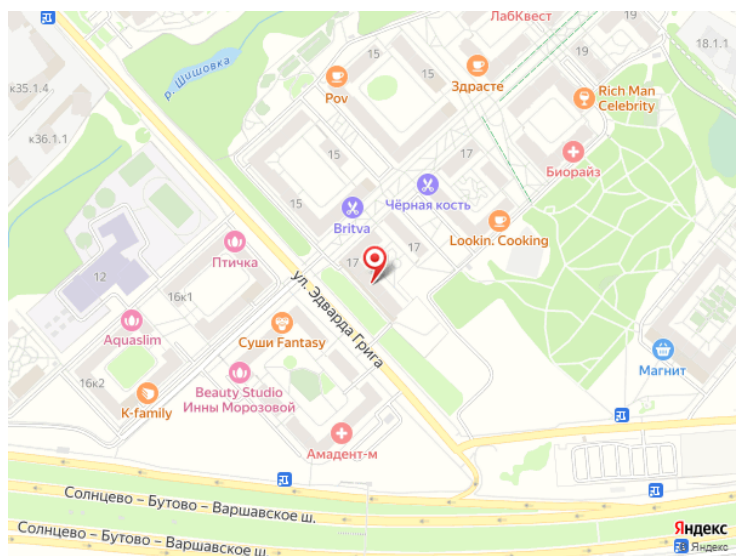 ЛабКвест
18.1.1
15
19
15
к35.1.4
р. Шишовка
Pov
15
Здрасте
Rich Man
Celebrity
к36.1.1
15
17
Биорайз
15
Чёрная кость
Britva
17
Lookin. Cooking
Птичка
17
12
16к1
ул. Эдварда Грига
Aquaslim
Суши Fantasy
Магнит
16к2
K-family
Beauty Studio
Инны Морозовой
Амадент-м
Солнцево – Бутово – Варшавское ш.
Солнцево – Бутово – Варшавское ш.
Яндекс
Яндекс